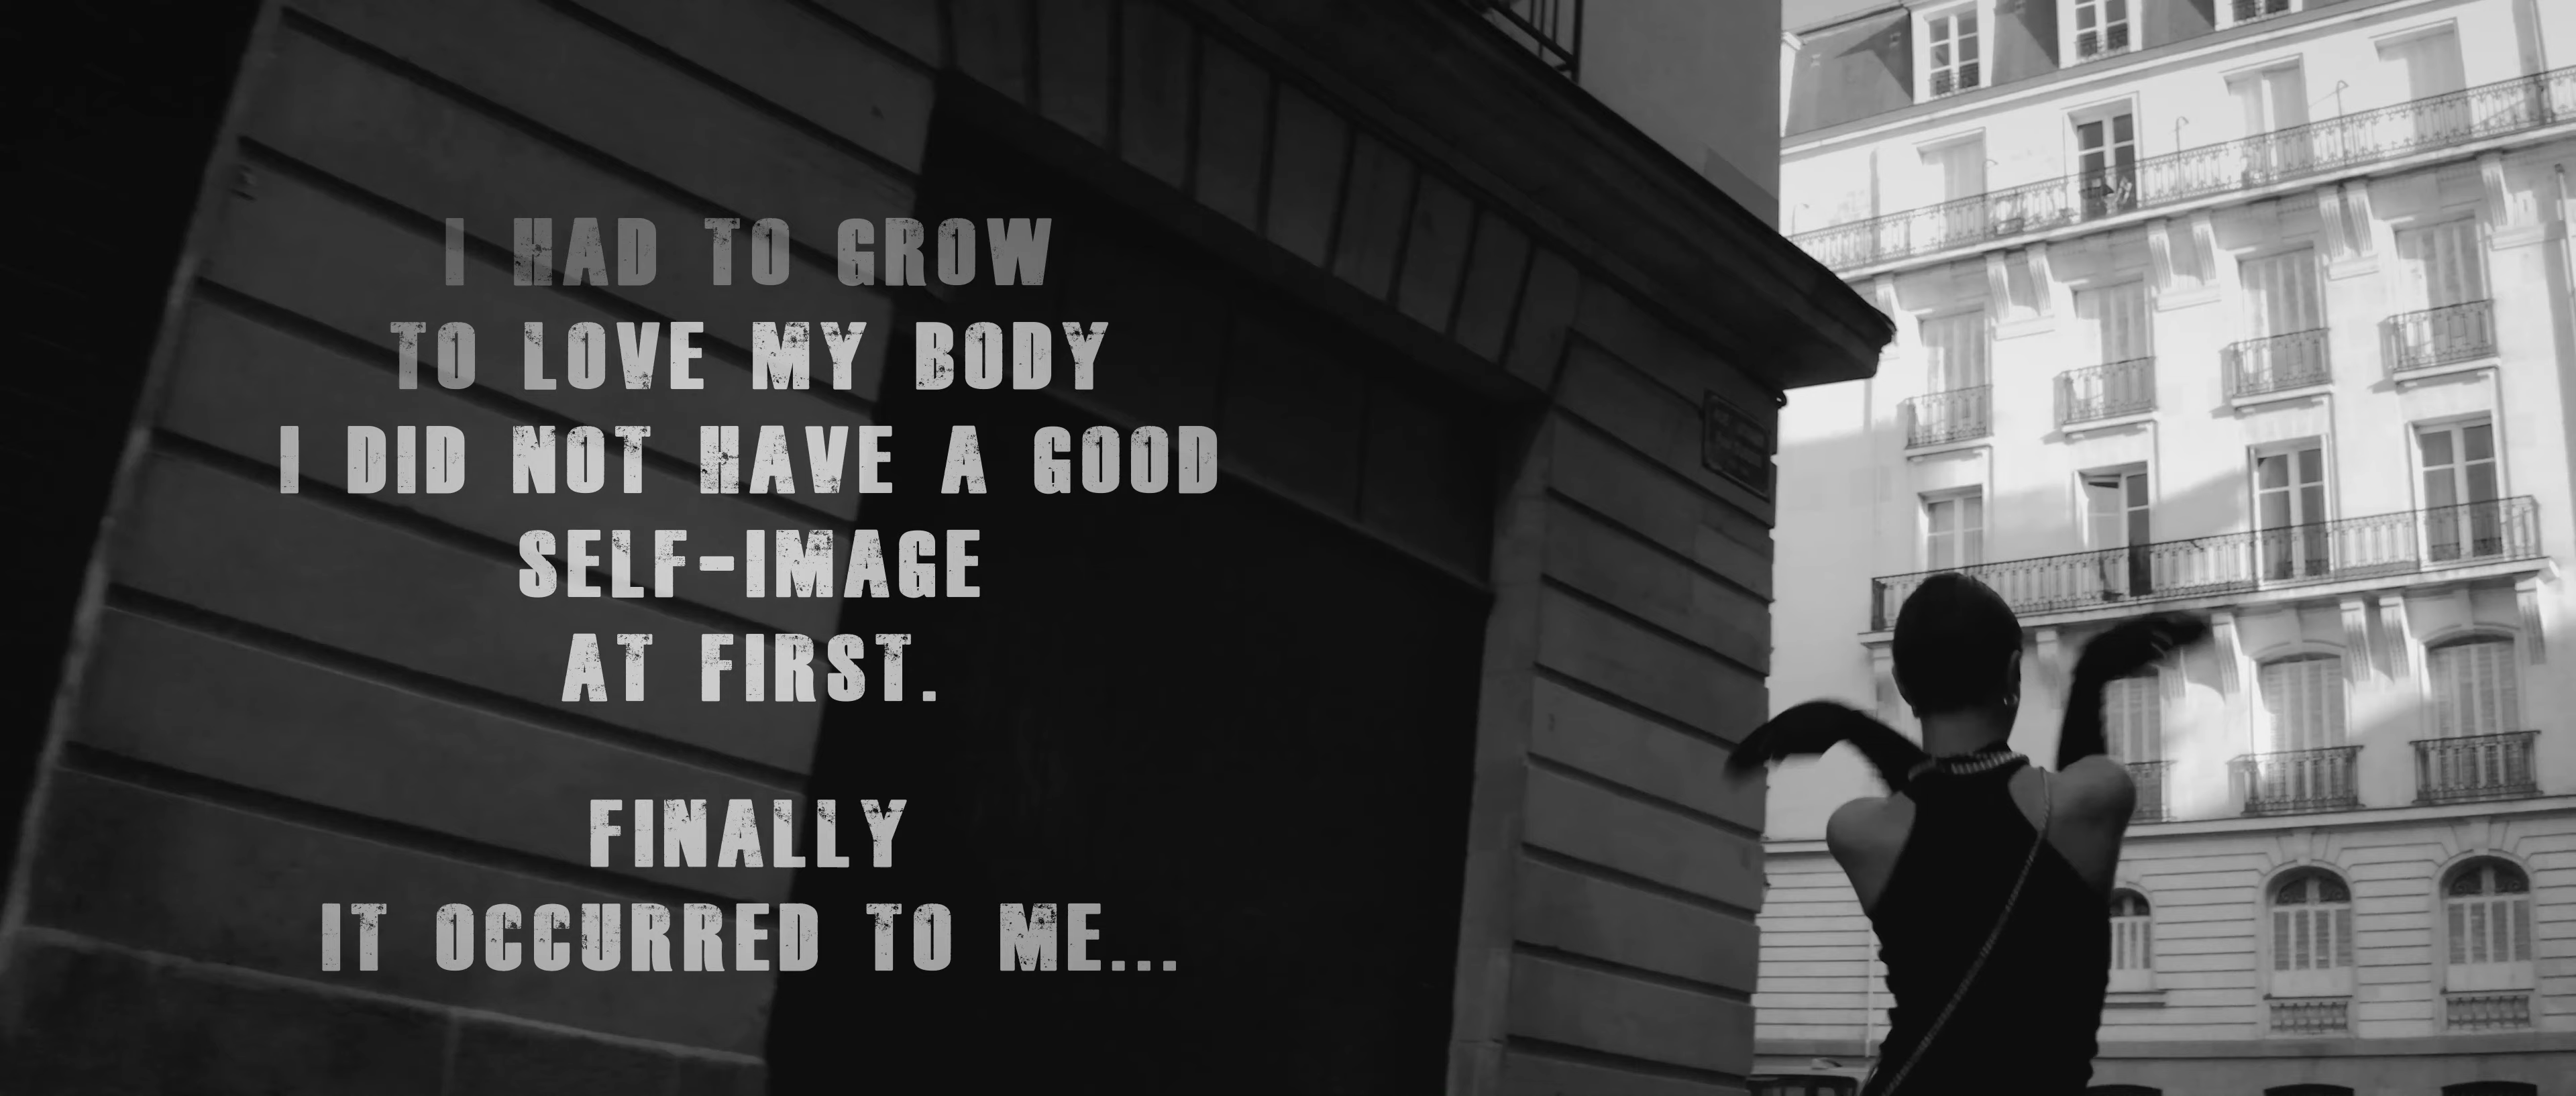 I HAD TO GROW
TO LOVE MY BODY
I DID NOT HAVE A GOOD
SELF-IMAGE
AT FIRST.
FINALLY
IT OCCURRED TO ME...